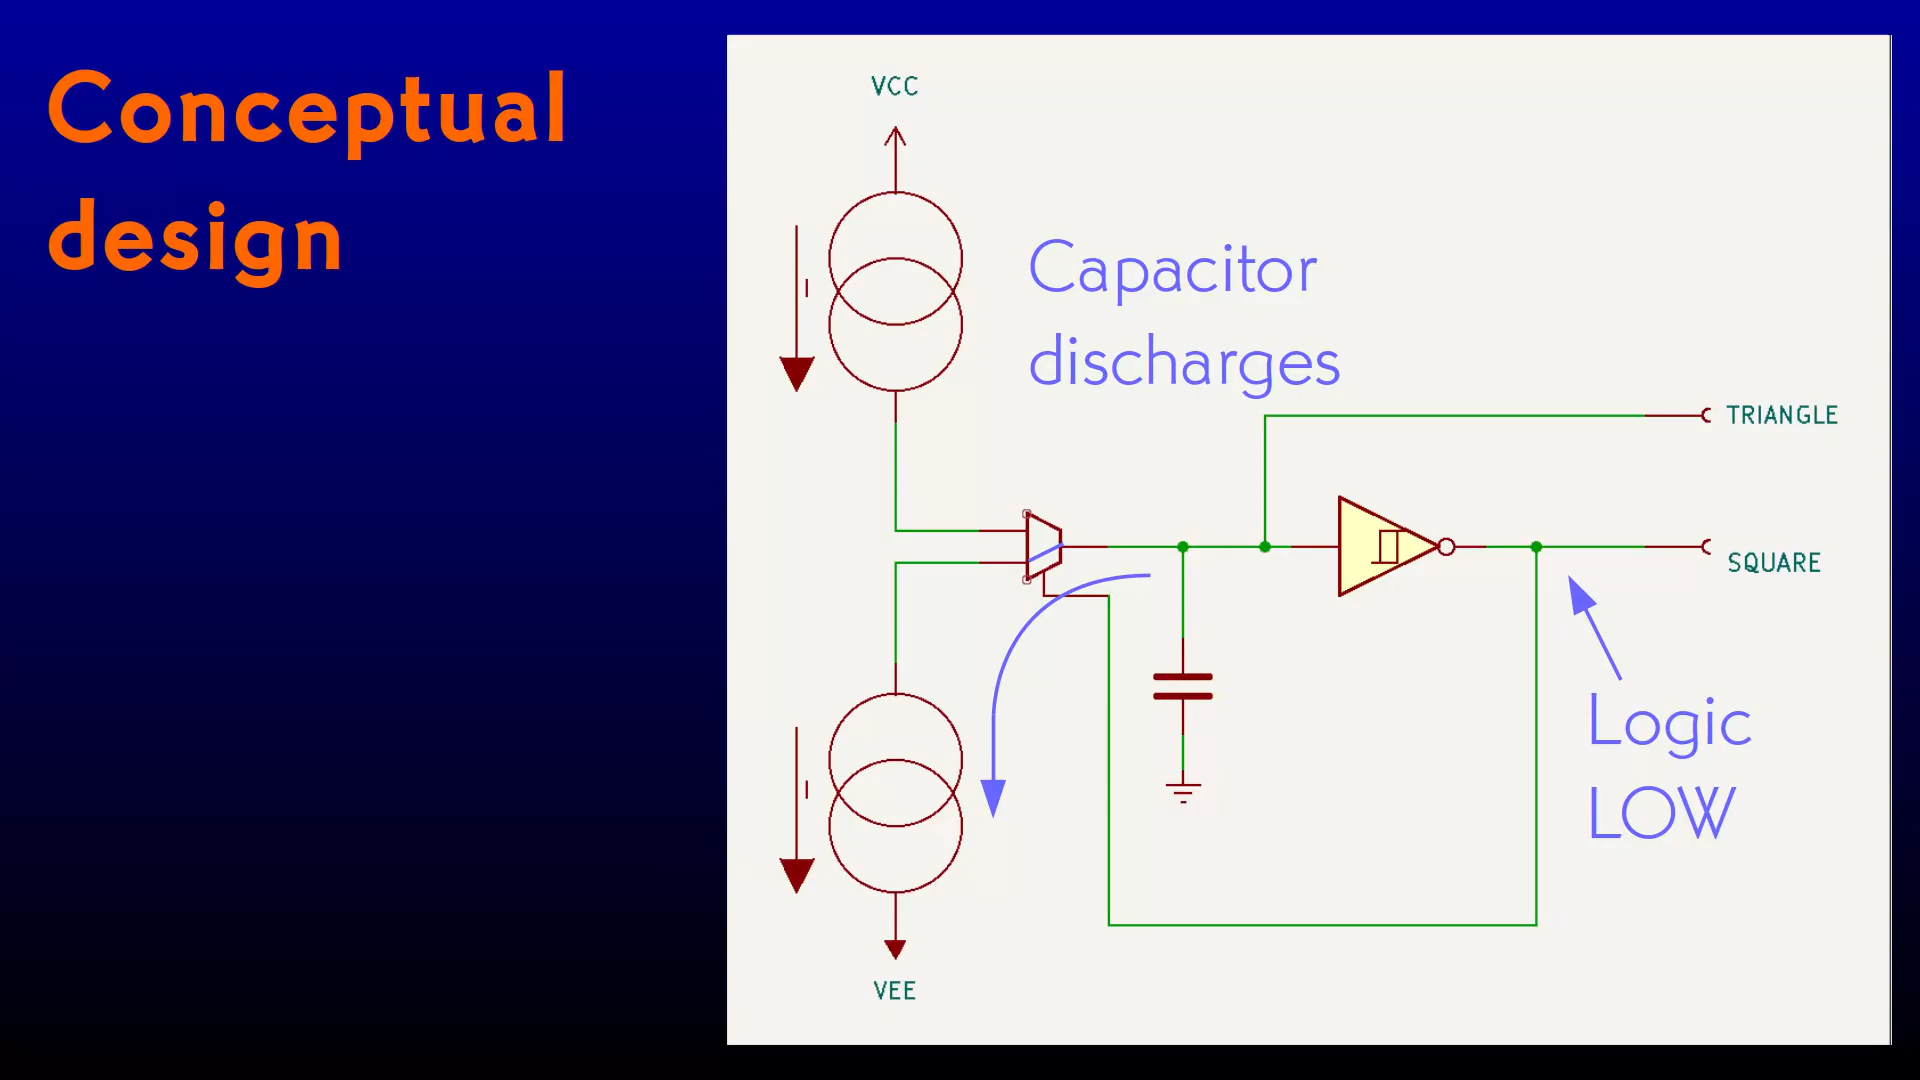 Conceptual
design
VCC
I
Capacitor
discharges
TRIANGLE
SQUARE
Logic
LOW
I
VEE